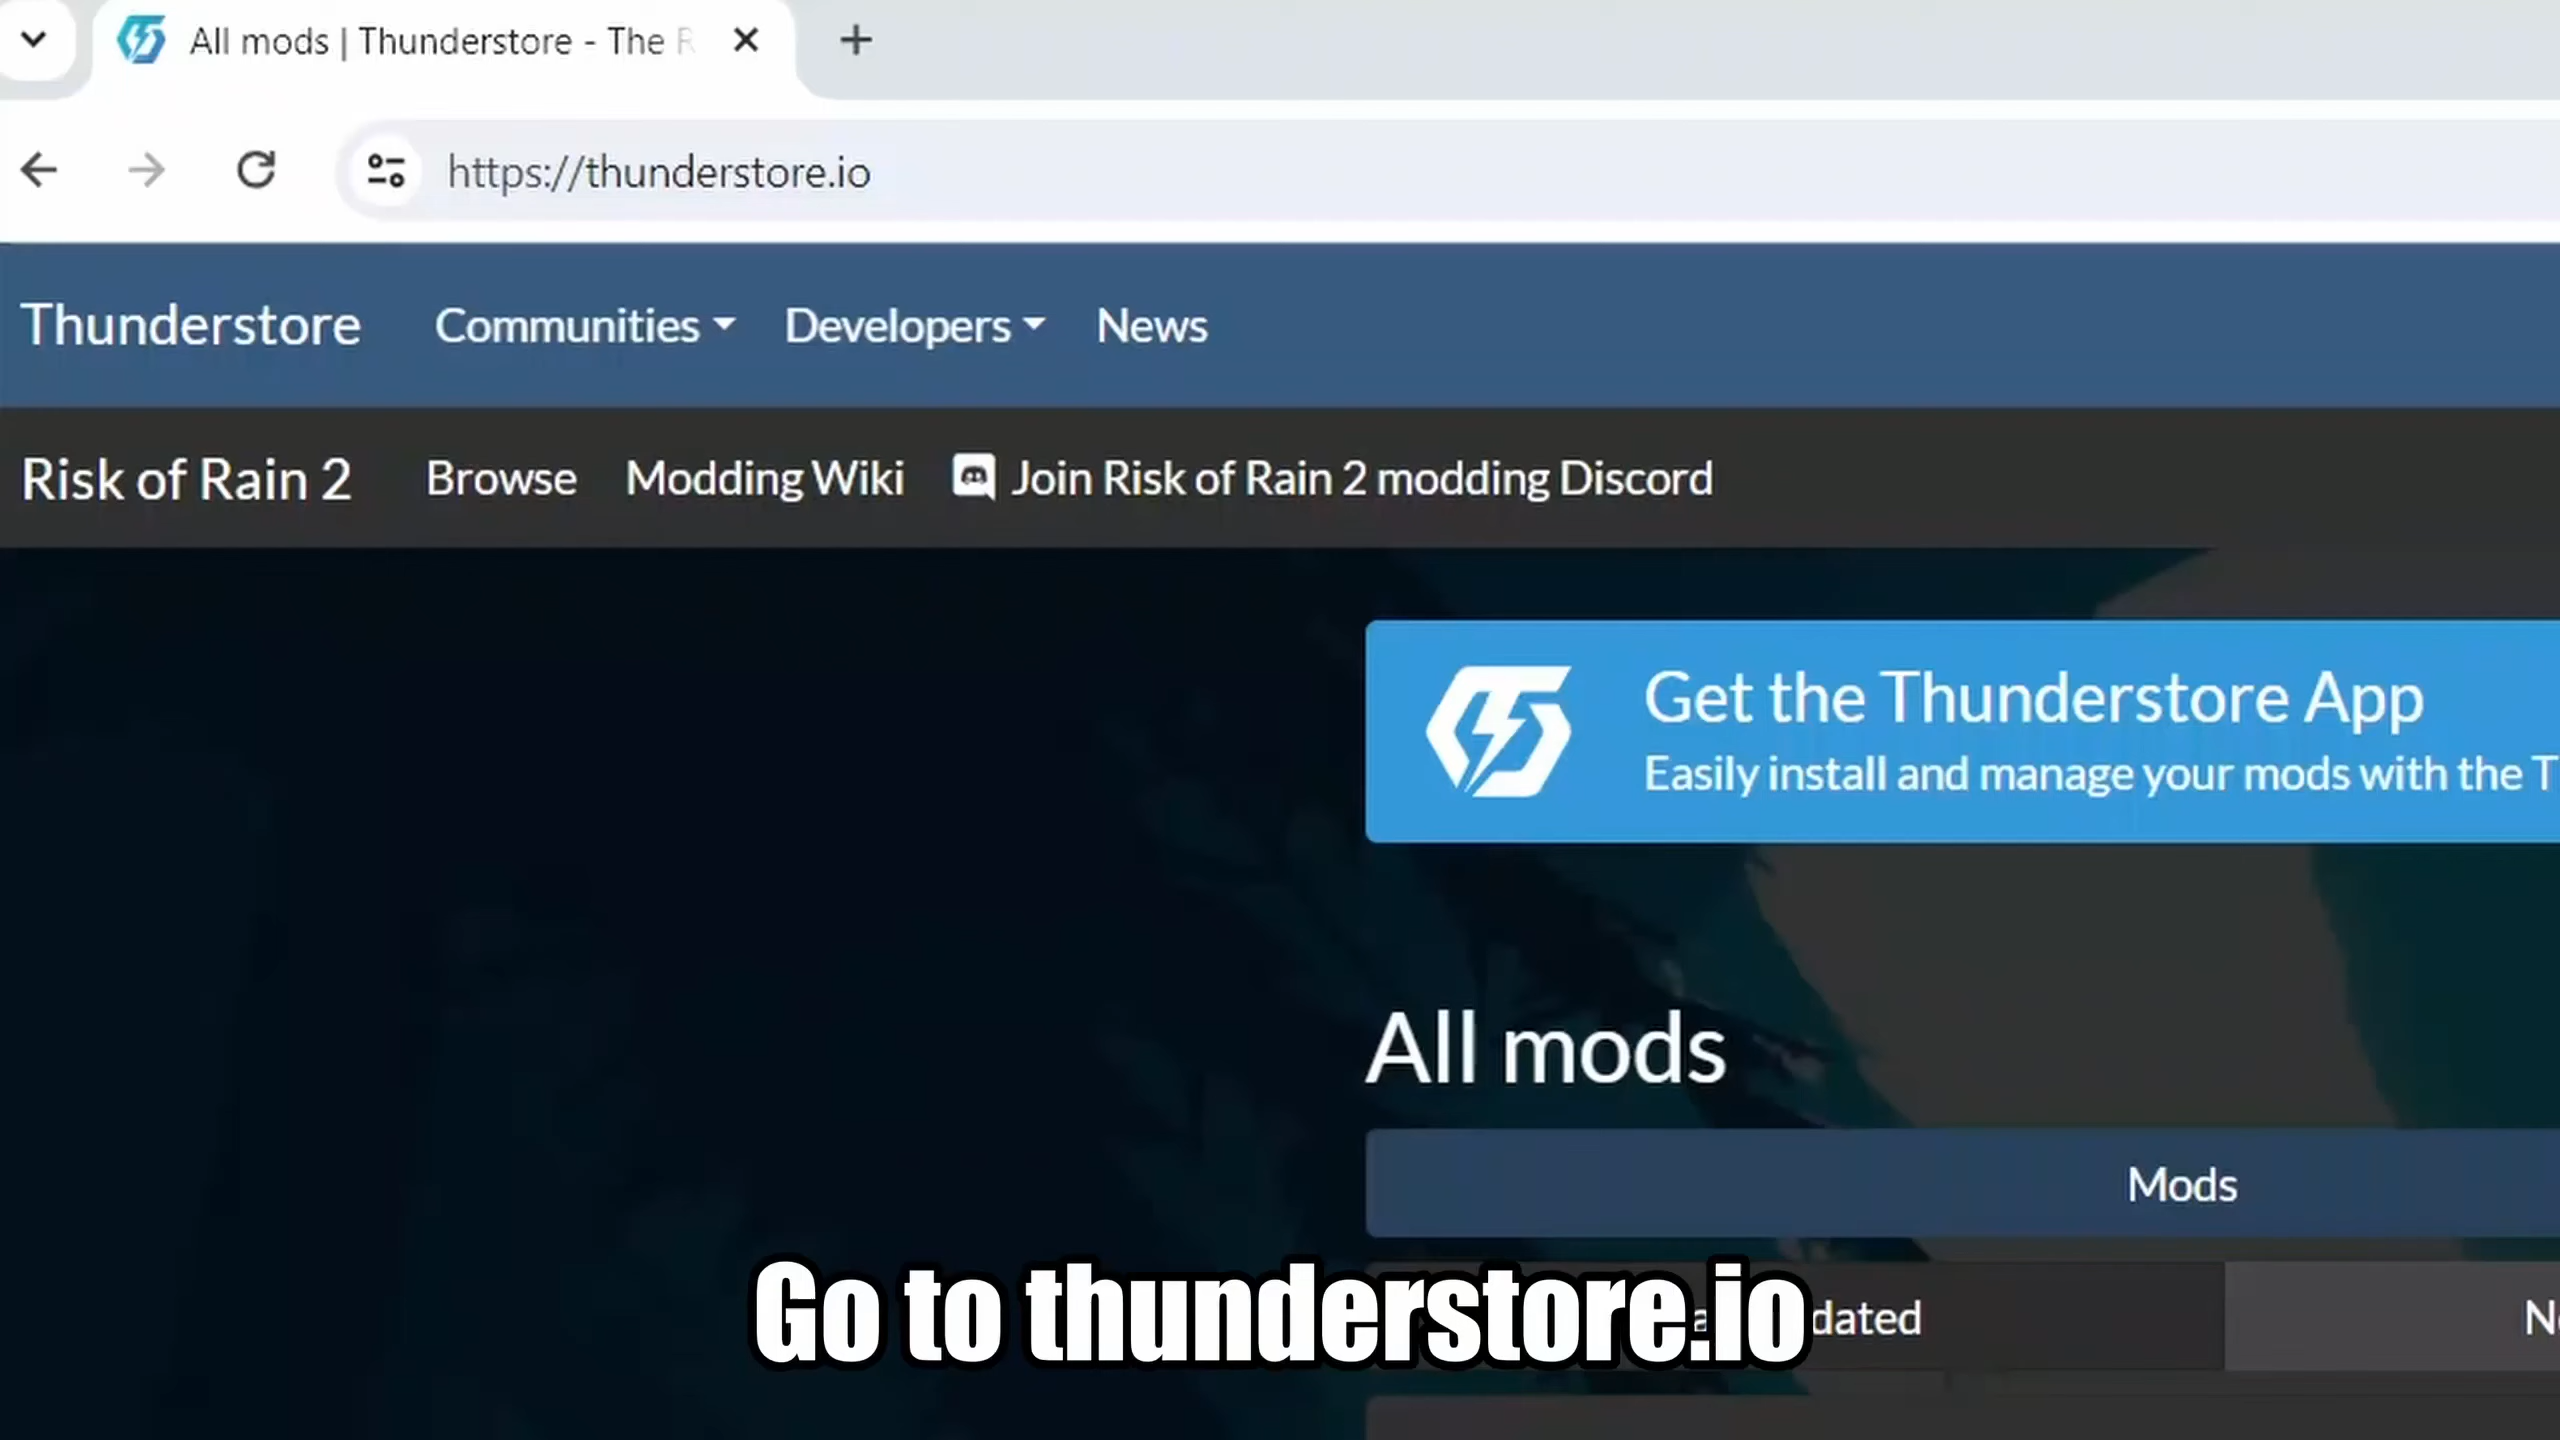 All mods | Thunderstore - The R
https://thunderstore.io
Thunderstore Communities Developers News
Risk of Rain 2 Browse Modding Wiki Join Risk of Rain 2 modding Discord
Get the Thunderstore App
Easily install and manage your mods with the T
All mods
Mods
Go to thunderstore.io